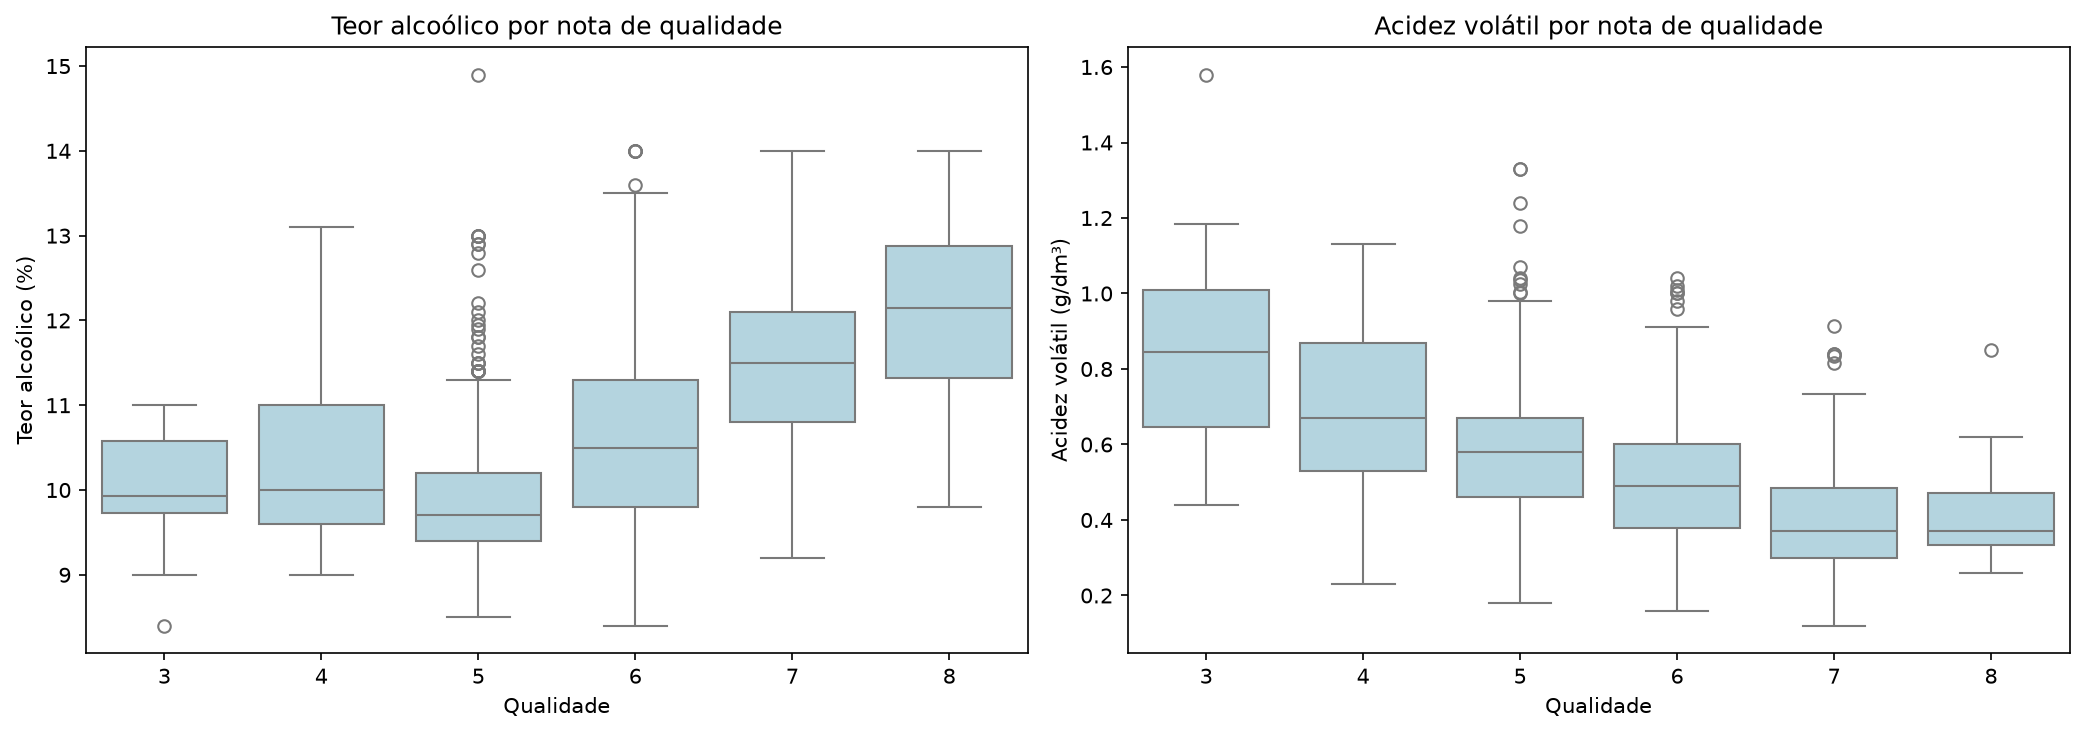 Teor alcoólico por nota de qualidade
Teor alcoólico (%)
15
14
13
12
11
10
9
3 4 5 6 7 8
Qualidade
Acidez volátil por nota de qualidade
Acidez volátil (g/dm³)
1.6
1.4
1.2
1.0
0.8
0.6
0.4
0.2
3 4 5 6 7 8
Qualidade